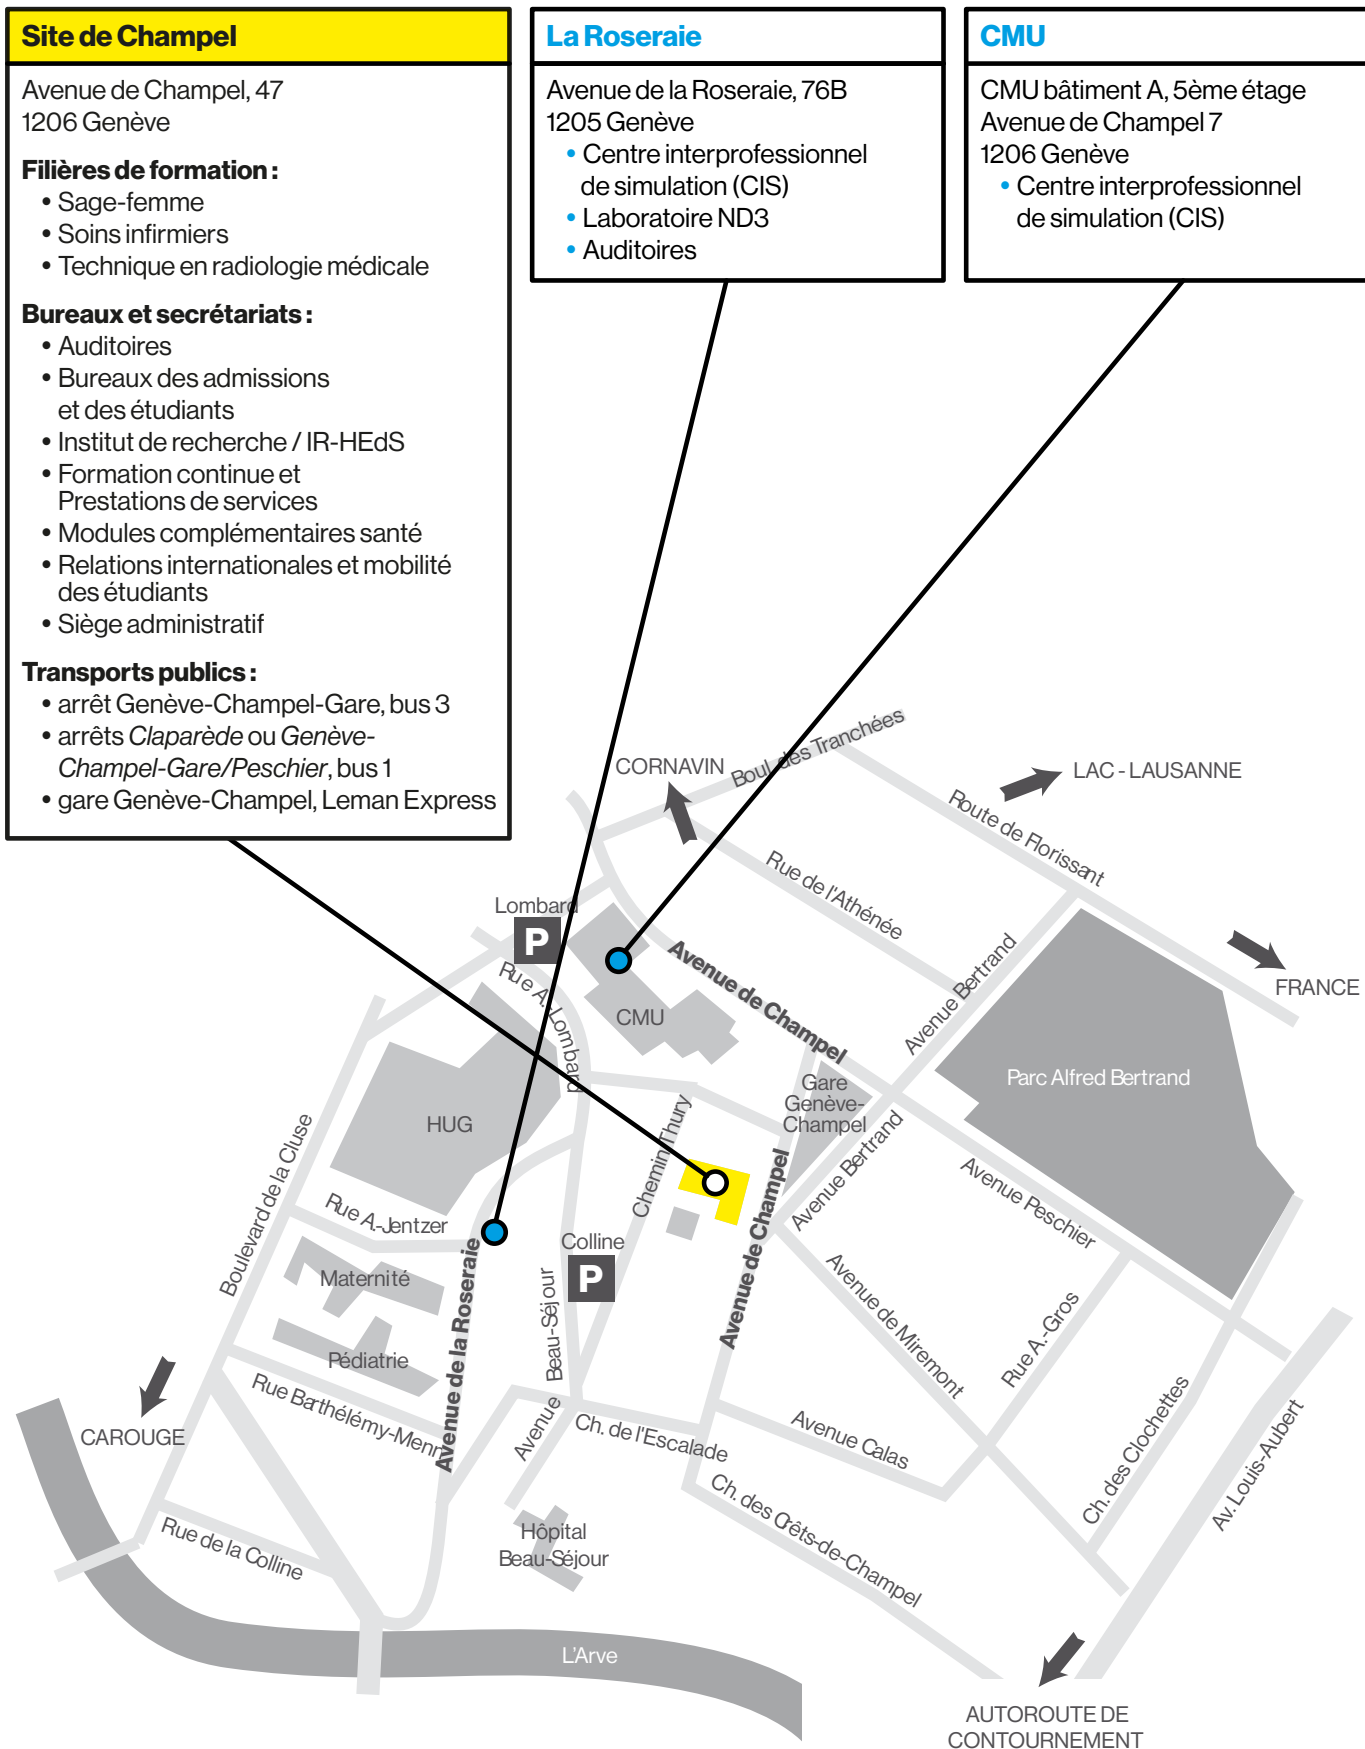 Site de Champel
Avenue de Champel, 47
1206 Genève
Filières de formation :
• Sage-femme
• Soins infirmiers
• Technique en radiologie médicale
Bureaux et secrétariats :
• Auditoires
• Bureaux des admissions
et des étudiants
• Institut de recherche / IR-HEdS
• Formation continue et
Prestations de services
• Modules complémentaires santé
• Relations internationales et mobilité
des étudiants
• Siège administratif
Transports publics :
• arrêt Genève-Champel-Gare, bus 3
• arrêts Claparède ou Genève-
Champel-Gare/Peschier, bus 1
• gare Genève-Champel, Leman Express
La Roseraie
Avenue de la Roseraie, 76B
1205 Genève
• Centre interprofessionnel
de simulation (CIS)
• Laboratoire ND3
• Auditoires
CMU
CMU bâtiment A, 5ème étage
Avenue de Champel 7
1206 Genève
• Centre interprofessionnel
de simulation (CIS)
CORNAVIN
Boul. des Tranchées
LAC - LAUSANNE
Route de Florissant
Rue de l'Athénée
Lombard
P
Rue A.-Lombard
CMU
Avenue de Champel
Avenue Bertrand
FRANCE
Parc Alfred Bertrand
Gare
Genève-
Champel
HUG
Chemin Thury
Boulevard de la Cluse
Avenue Bertrand
Avenue Peschier
Rue A.-Jentzer
Avenue de Champel
Colline
P
Maternité
Avenue de la Roseraie
Avenue
Beau-Séjour
Avenue de Miremont
Rue A.-Gros
Pédiatrie
Rue Barthélémy-Menn
CAROUGE
Ch. de l'Escalade
Avenue Calas
Ch. des Clochettes
Av. Louis-Aubert
Ch. des Crêts-de-Champel
Rue de la Colline
Hôpital
Beau-Séjour
L'Arve
AUTOROUTE DE
CONTOURNEMENT